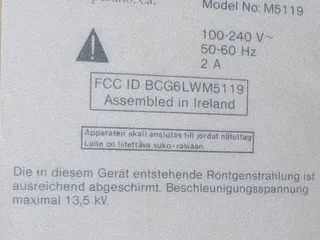 Ca.
Model No: M5119
100-240 V~
50-60 Hz
2 A
FCC ID BCG6LWM5119
Assembled in Ireland
Apparaten skall anslutas till jordat nätuttag
Laite on liitettävä suko-rasiaan.
Die in diesem Gerät entstehende Röntgenstrahlung ist
ausreichend abgeschirmt. Beschleunigungsspannung
maximal 13,5 kV.